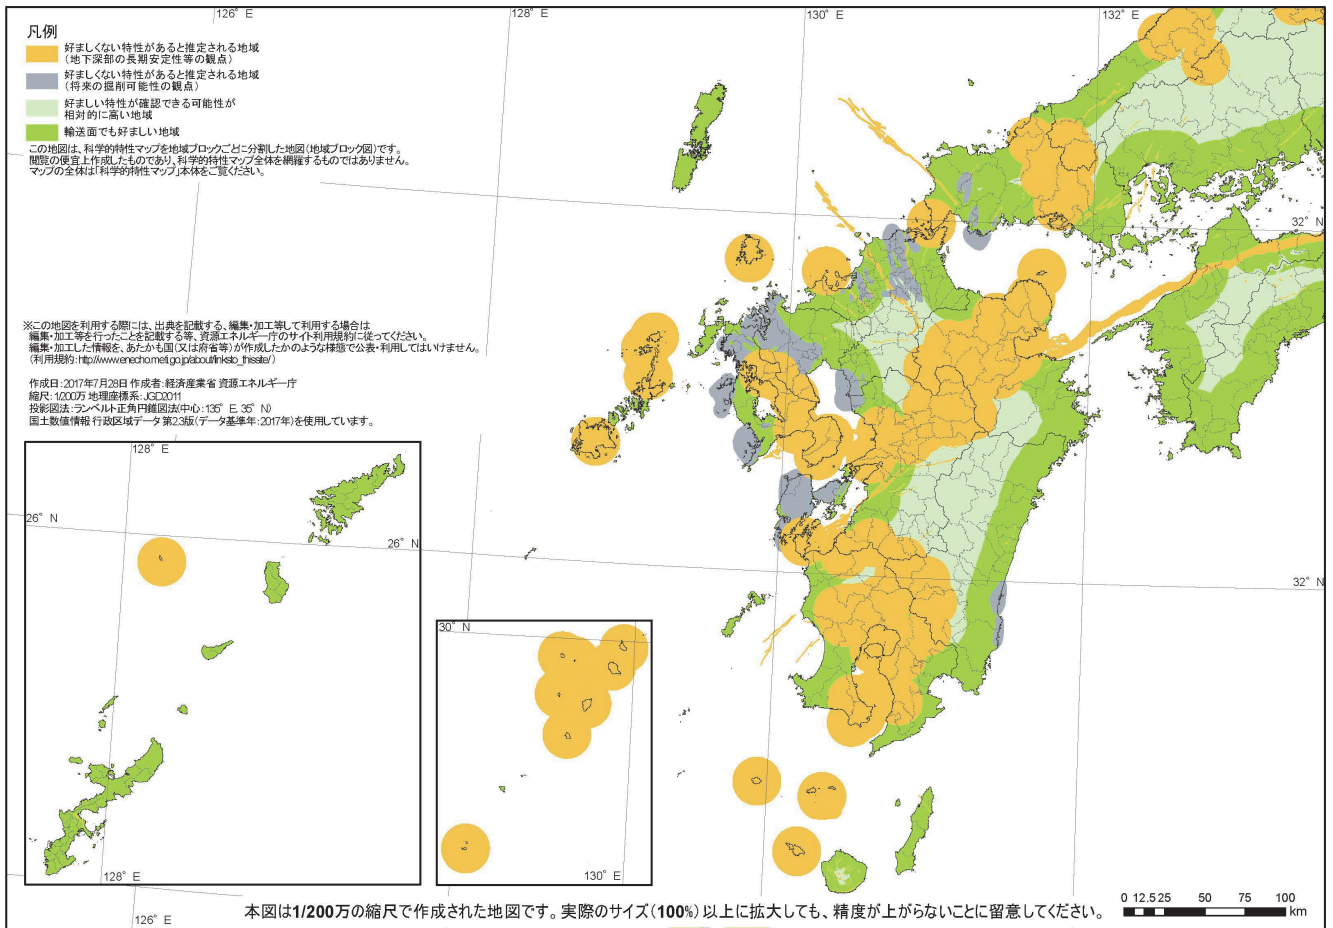 126° E
128° E
130° E
132° E
凡例
好ましくない特性があると推定される地域
(地下深部の長期安定性等の観点)
好ましくない特性があると推定される地域
(将来の掘削可能性の観点)
好ましい特性が確認できる可能性が
相対的に高い地域
輸送面でも好ましい地域
この地図は、科学的特性マップを地域ブロックごとに分割した地図(地域ブロック図)です。
閲覧の便宜上作成したものであり、科学的特性マップ全体を網羅するものではありません。
マップの全体は「科学的特性マップ」本体をご覧ください。
32° N
※この地図を利用する際には、出典を記載する、編集・加工等して利用する場合は
編集・加工等を行ったことを記載する等、資源エネルギー庁のサイト利用規約に従ってください。
編集・加工した情報を、あたかも国(又は府省等)が作成したかのような様態で公表・利用してはいけません。
作成日:2017年7月28日 作成者:経済産業省 資源エネルギー庁
縮尺:1/200万 地理座標系:JGD2011
投影図法:ランベルト正角円錐図法(中心:135° E 35° N)
国土数値情報 行政区域データ 第2.3版(データ基準年:2017年)を使用しています。
128° E
26° N
26° N
32° N
30° N
130° E
128° E
126° E
本図は1/200万の縮尺で作成された地図です。実際のサイズ(100%)以上に拡大しても、精度が上がらないことに留意してください。
0 12.5 25 50 75 100
km